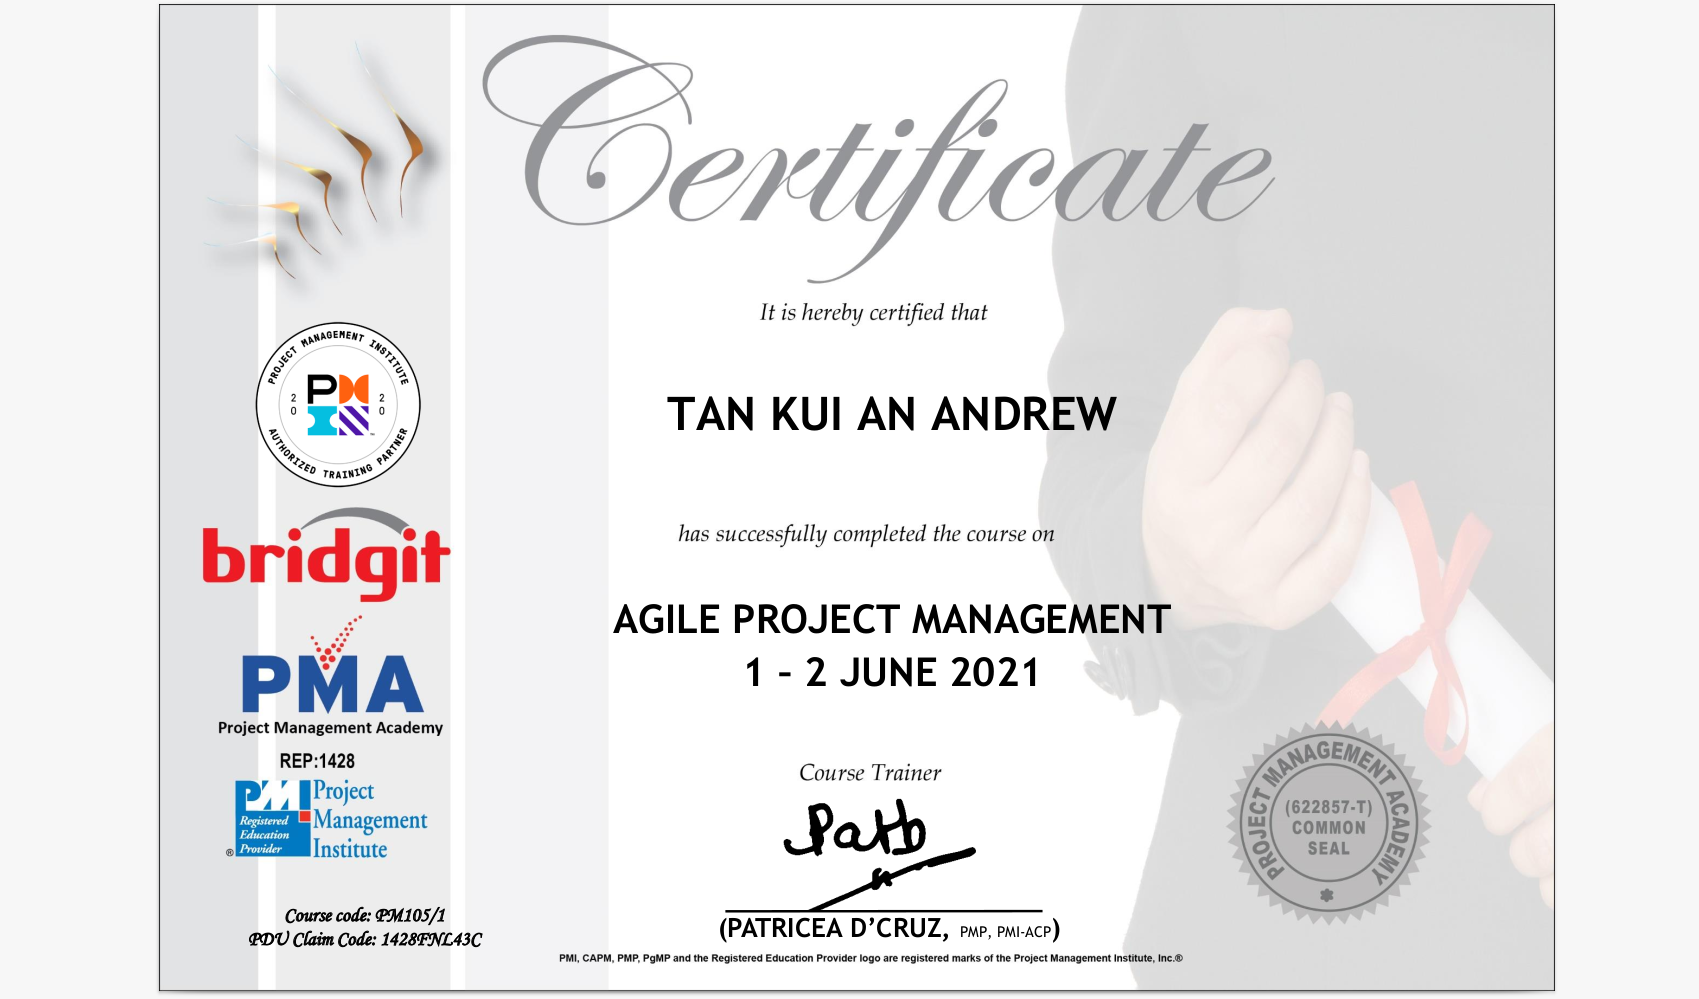 Certificate
It is hereby certified that
TAN KUI AN ANDREW
has successfully completed the course on
AGILE PROJECT MANAGEMENT
1 – 2 JUNE 2021
Course Trainer
(PATRICEA D’CRUZ, PMP, PMI-ACP)
PMI, CAPM, PMP, PgMP and the Registered Education Provider logo are registered marks of the Project Management Institute, Inc.®
PROJECT MANAGEMENT INSTITUTE
20 20
PM
AUTHORIZED TRAINING PARTNER
bridgit
PMA
Project Management Academy
REP:1428
PMI
Registered
Education
Provider
®
Project
Management
Institute
Course code: PM105/1
PDU Claim Code: 1428FNL43C
PROJECT MANAGEMENT ACADEMY
(622857-T)
COMMON
SEAL